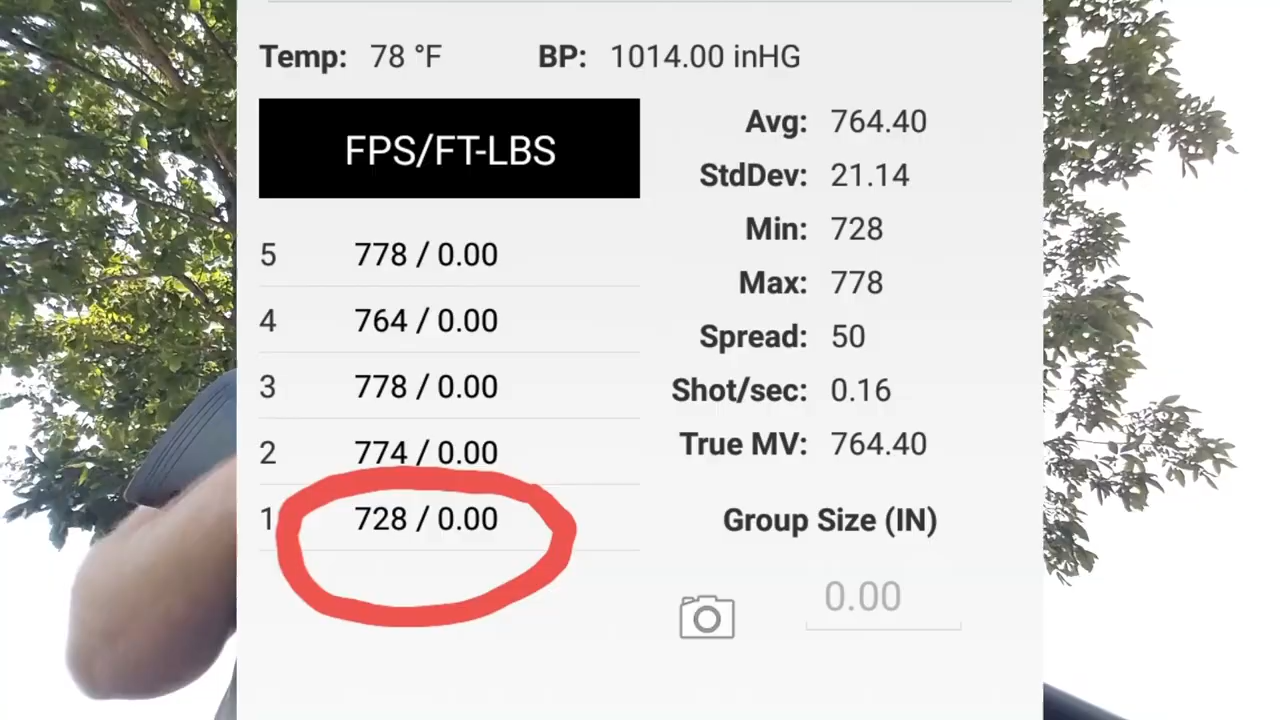 Temp: 78 °F BP: 1014.00 inHG
FPS/FT-LBS
5 778 / 0.00
4 764 / 0.00
3 778 / 0.00
2 774 / 0.00
1 728 / 0.00
Avg: 764.40
StdDev: 21.14
Min: 728
Max: 778
Spread: 50
Shot/sec: 0.16
True MV: 764.40
Group Size (IN)
0.00